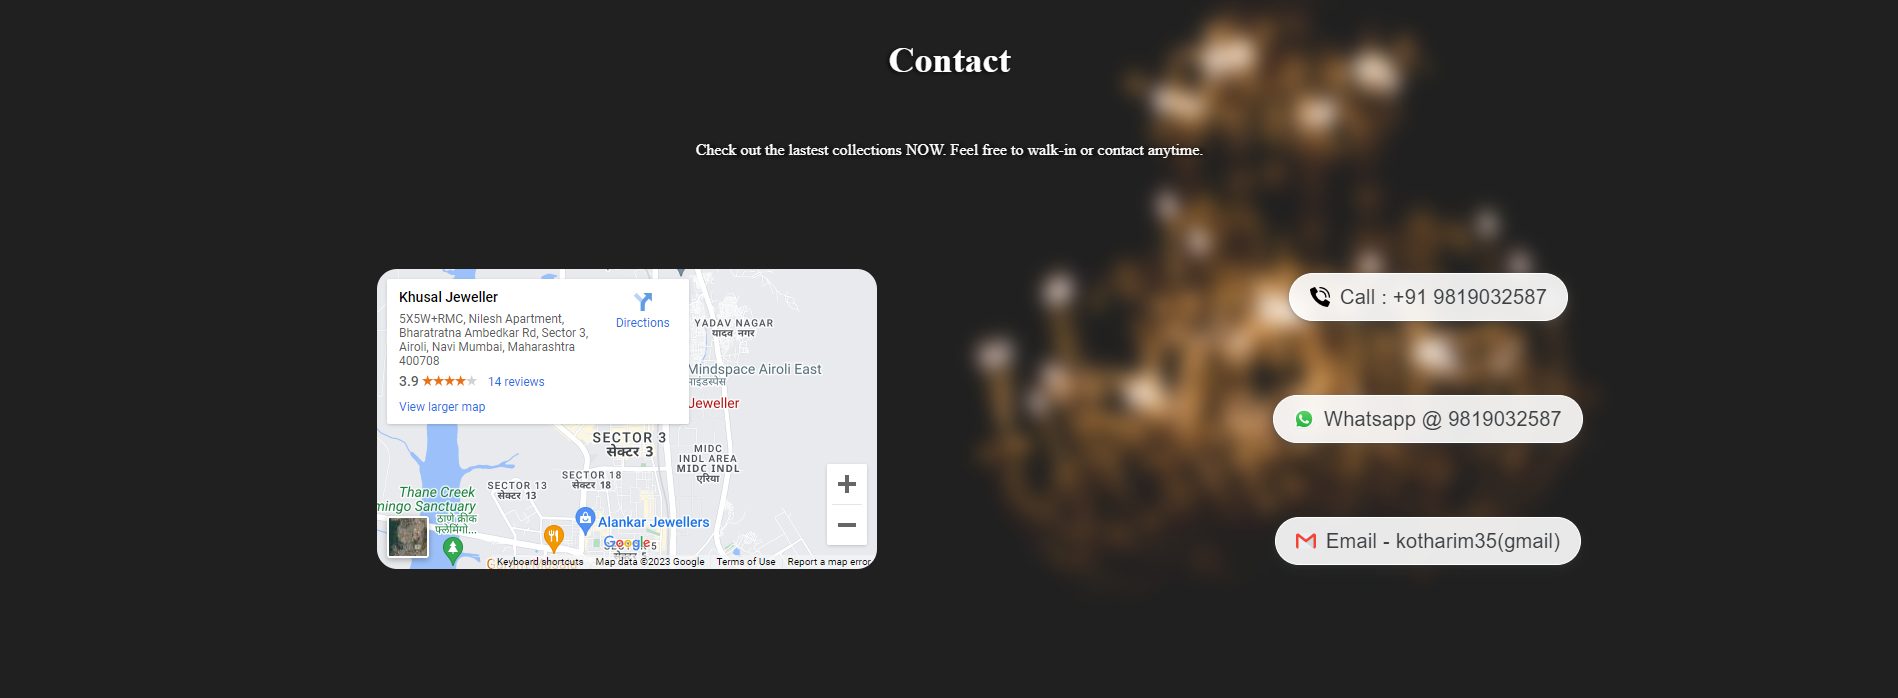 Contact
Check out the lastest collections NOW. Feel free to walk-in or contact anytime.
Khusal Jeweller
5X5W+RMC, Nilesh Apartment,
Bharatratna Ambedkar Rd, Sector 3,
Airoli, Navi Mumbai, Maharashtra
400708
3.9
14 reviews
View larger map
Directions
YADAV NAGAR
यादव नगर
Mindspace Airoli East
माइंडस्पेस
Jeweller
SECTOR 3
सेक्टर 3
MIDC
INDL AREA
MIDC INDL
एरिया
SECTOR 18
सेक्टर 18
SECTOR 13
सेक्टर 13
Thane Creek
mingo Sanctuary
ठाणे क्रीक
फ्लेमिंगो...
Alankar Jewellers
SECTOR 5
Google
Keyboard shortcuts
Map data ©2023 Google
Terms of Use
Report a map error
Call : +91 9819032587
Whatsapp @ 9819032587
Email - kotharim35(gmail)